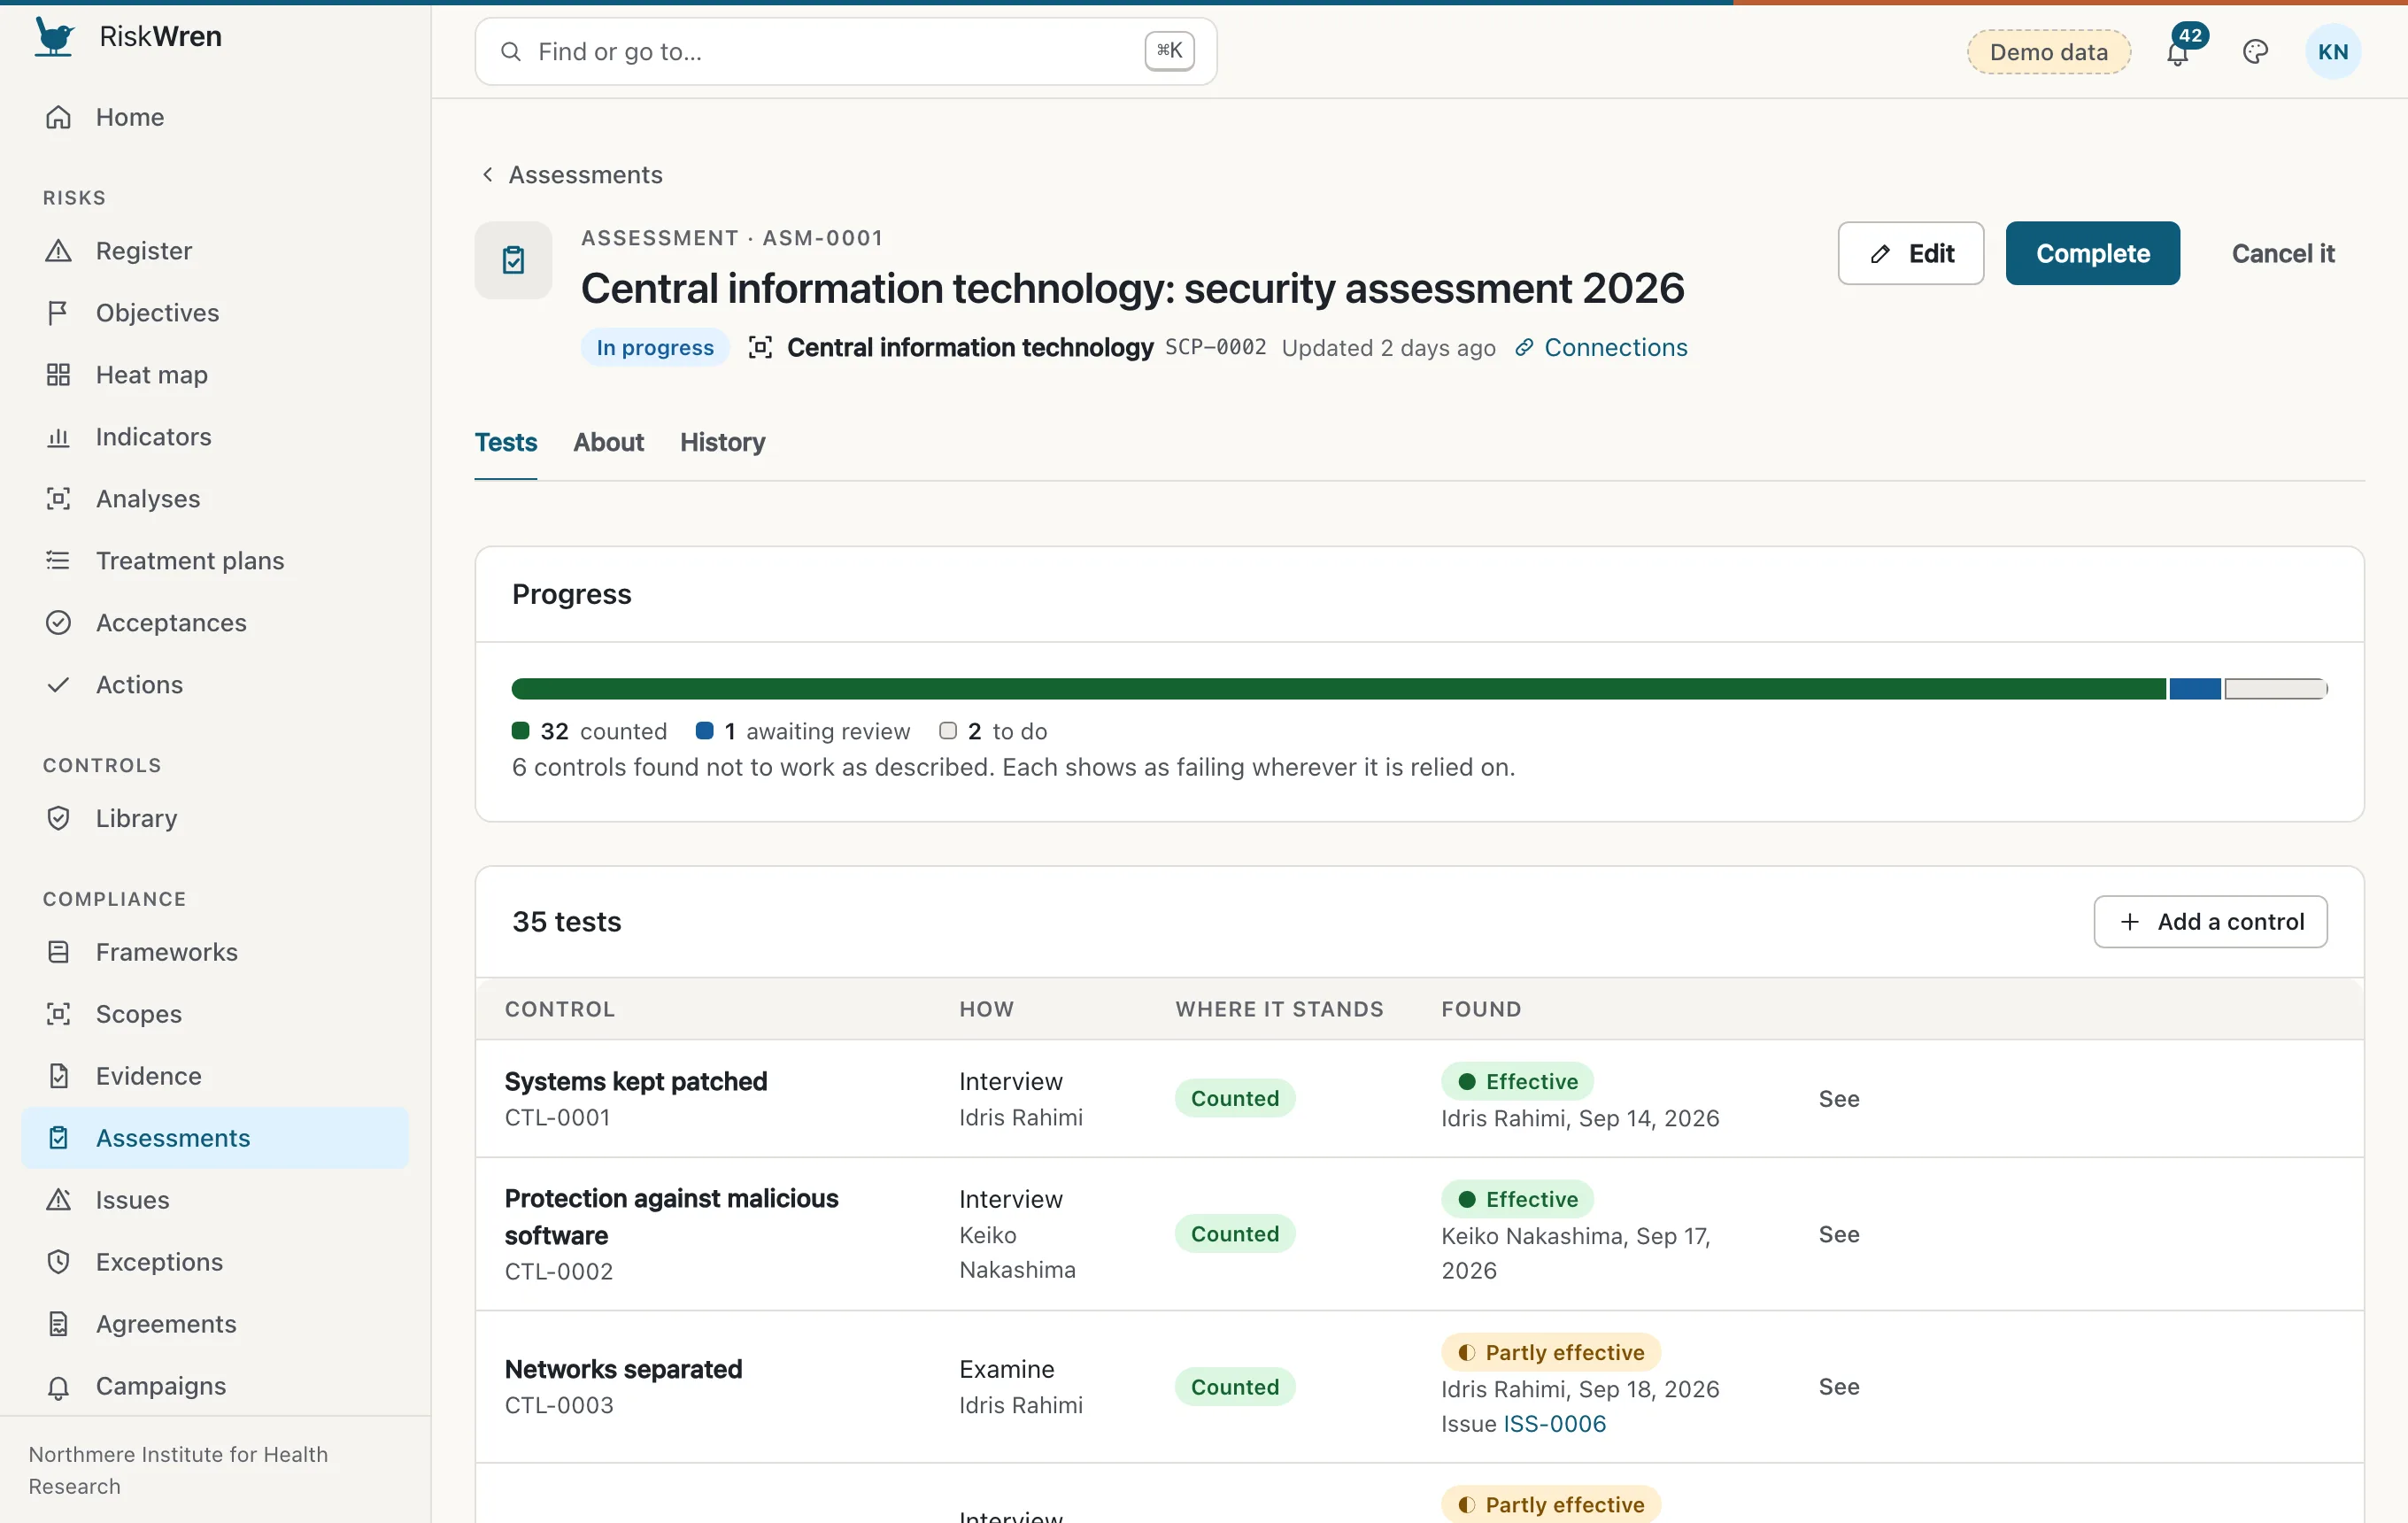 RiskWren
Find or go to...
⌘K
Demo data
42
KN
Home
RISKS
Register
Objectives
Heat map
Indicators
Analyses
Treatment plans
Acceptances
Actions
CONTROLS
Library
COMPLIANCE
Frameworks
Scopes
Evidence
Assessments
Issues
Exceptions
Agreements
Campaigns
Northmere Institute for Health
Research
Assessments
ASSESSMENT · ASM-0001
Central information technology: security assessment 2026
Edit
Complete
Cancel it
In progress
Central information technology SCP-0002 Updated 2 days ago Connections
Tests
About
History
Progress
32 counted 1 awaiting review 2 to do
6 controls found not to work as described. Each shows as failing wherever it is relied on.
35 tests
Add a control
CONTROL HOW WHERE IT STANDS FOUND
Systems kept patched
CTL-0001
Interview
Idris Rahimi
Counted
Effective
Idris Rahimi, Sep 14, 2026
See
Protection against malicious
software
CTL-0002
Interview
Keiko
Nakashima
Counted
Effective
Keiko Nakashima, Sep 17,
2026
See
Networks separated
CTL-0003
Examine
Idris Rahimi
Counted
Partly effective
Idris Rahimi, Sep 18, 2026
Issue ISS-0006
See
Interview
Partly effective